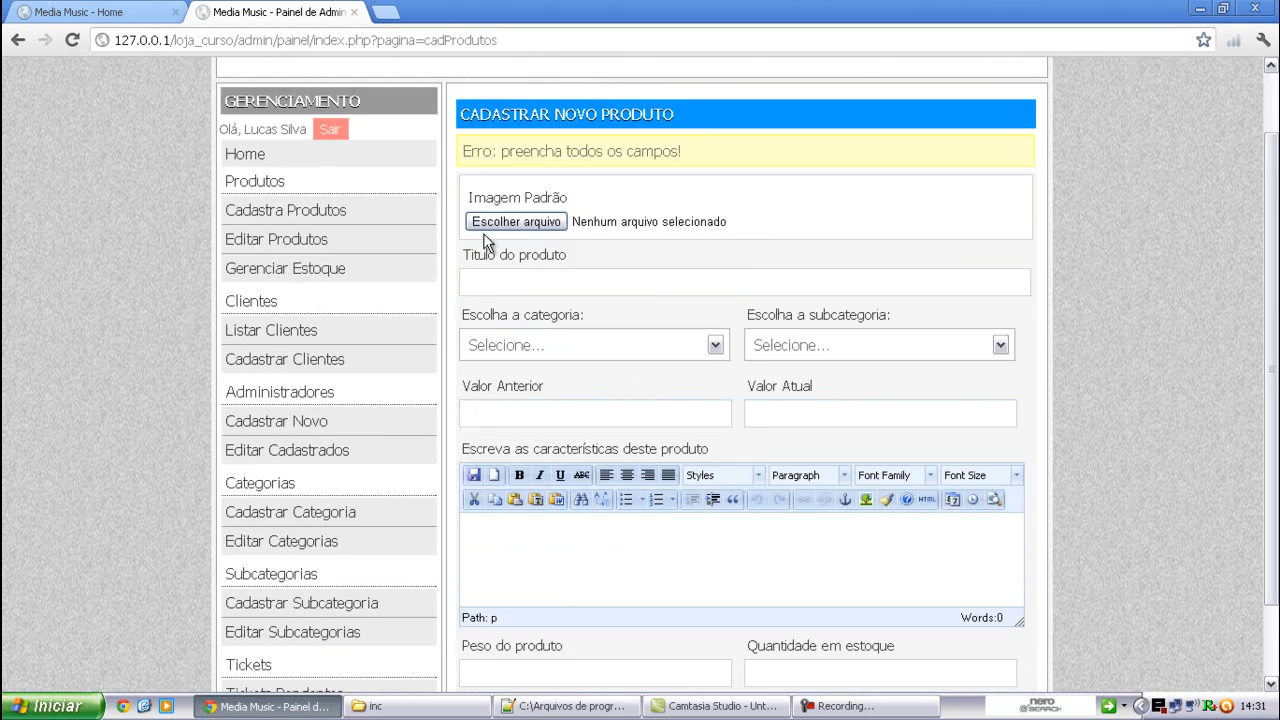 Media Music - Home
Media Music - Painel de Admin
127.0.0.1/loja_curso/admin/painel/index.php?pagina=cadProdutos
GERENCIAMENTO
Olá, Lucas Silva Sair
Home
Produtos
Cadastra Produtos
Editar Produtos
Gerenciar Estoque
Clientes
Listar Clientes
Cadastrar Clientes
Administradores
Cadastrar Novo
Editar Cadastrados
Categorias
Cadastrar Categoria
Editar Categorias
Subcategorias
Cadastrar Subcategoria
Editar Subcategorias
Tickets
Tickets Pendentes
CADASTRAR NOVO PRODUTO
Erro: preencha todos os campos!
Imagem Padrão
Escolher arquivo Nenhum arquivo selecionado
Titulo do produto
Escolha a categoria: Escolha a subcategoria:
Selecione... Selecione...
Valor Anterior Valor Atual
Escreva as características deste produto
B I U ABC Styles Paragraph Font Family Font Size
HTML
Path: p Words:0
Peso do produto Quantidade em estoque
Iniciar Media Music - Painel d... inc C:\Arquivos de progr... Camtasia Studio - Unt... Recording... nero SEARCH 14:31